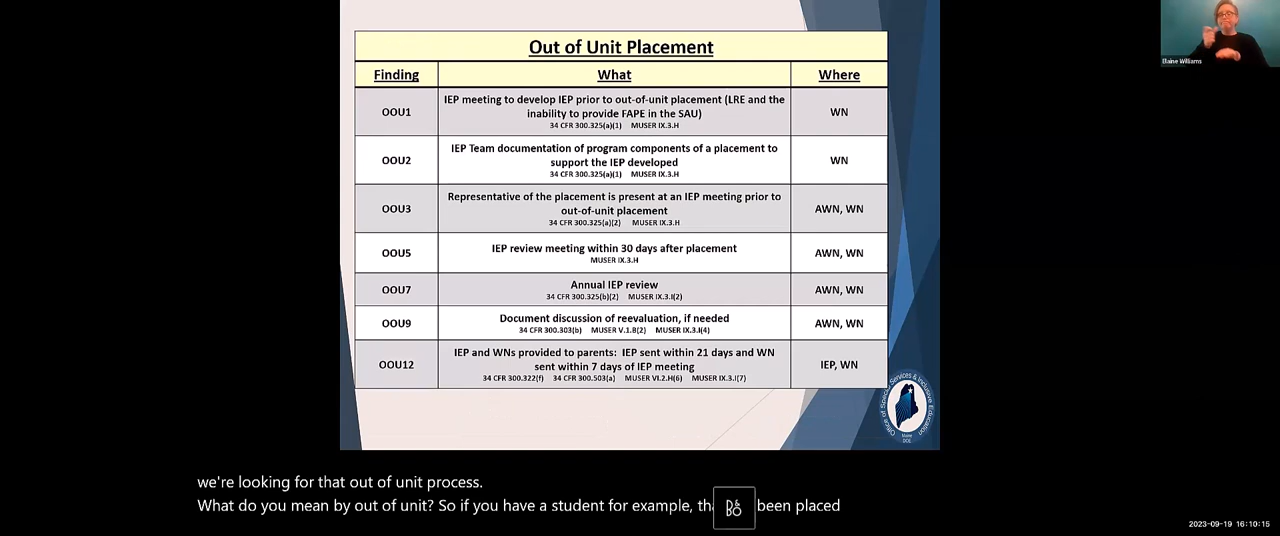 Out of Unit Placement
Finding What Where
OOU1 IEP meeting to develop IEP prior to out-of-unit placement (LRE and the inability to provide FAPE in the SAU) WN
34 CFR 300.325(a)(1) MUSER IX.3.H
OOU2 IEP Team documentation of program components of a placement to support the IEP developed WN
34 CFR 300.325(a)(1) MUSER IX.3.H
OOU3 Representative of the placement is present at an IEP meeting prior to out-of-unit placement AWN, WN
34 CFR 300.325(a)(2) MUSER IX.3.H
OOU5 IEP review meeting within 30 days after placement AWN, WN
MUSER IX.3.H
OOU7 Annual IEP review AWN, WN
34 CFR 300.325(b)(2) MUSER IX.3.I(2)
OOU9 Document discussion of reevaluation, if needed AWN, WN
34 CFR 300.303(b) MUSER V.1.B(2) MUSER IX.3.I(4)
OOU12 IEP and WNs provided to parents: IEP sent within 21 days and WN sent within 7 days of IEP meeting IEP, WN
34 CFR 300.322(f) 34 CFR 300.503(a) MUSER VI.2.H(6) MUSER IX.3.I(7)
Office of Special Services & Inclusive Education
Maine
DOE
Elaine Williams
we're looking for that out of unit process.
What do you mean by out of unit? So if you have a student for example, been placed
B&O
2023-09-19 16:10:15